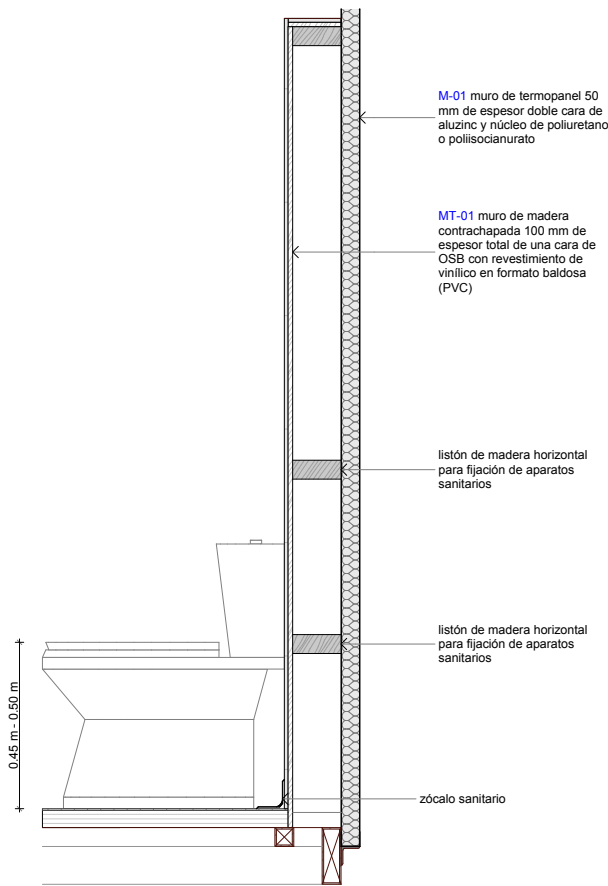 M-01 muro de termopanel 50
mm de espesor doble cara de
aluzinc y núcleo de poliuretano
o poliisocianurato
MT-01 muro de madera
contrachapada 100 mm de
espesor total de una cara de
OSB con revestimiento de
vinílico en formato baldosa
(PVC)
listón de madera horizontal
para fijación de aparatos
sanitarios
listón de madera horizontal
para fijación de aparatos
sanitarios
0.45 m - 0.50 m
zócalo sanitario